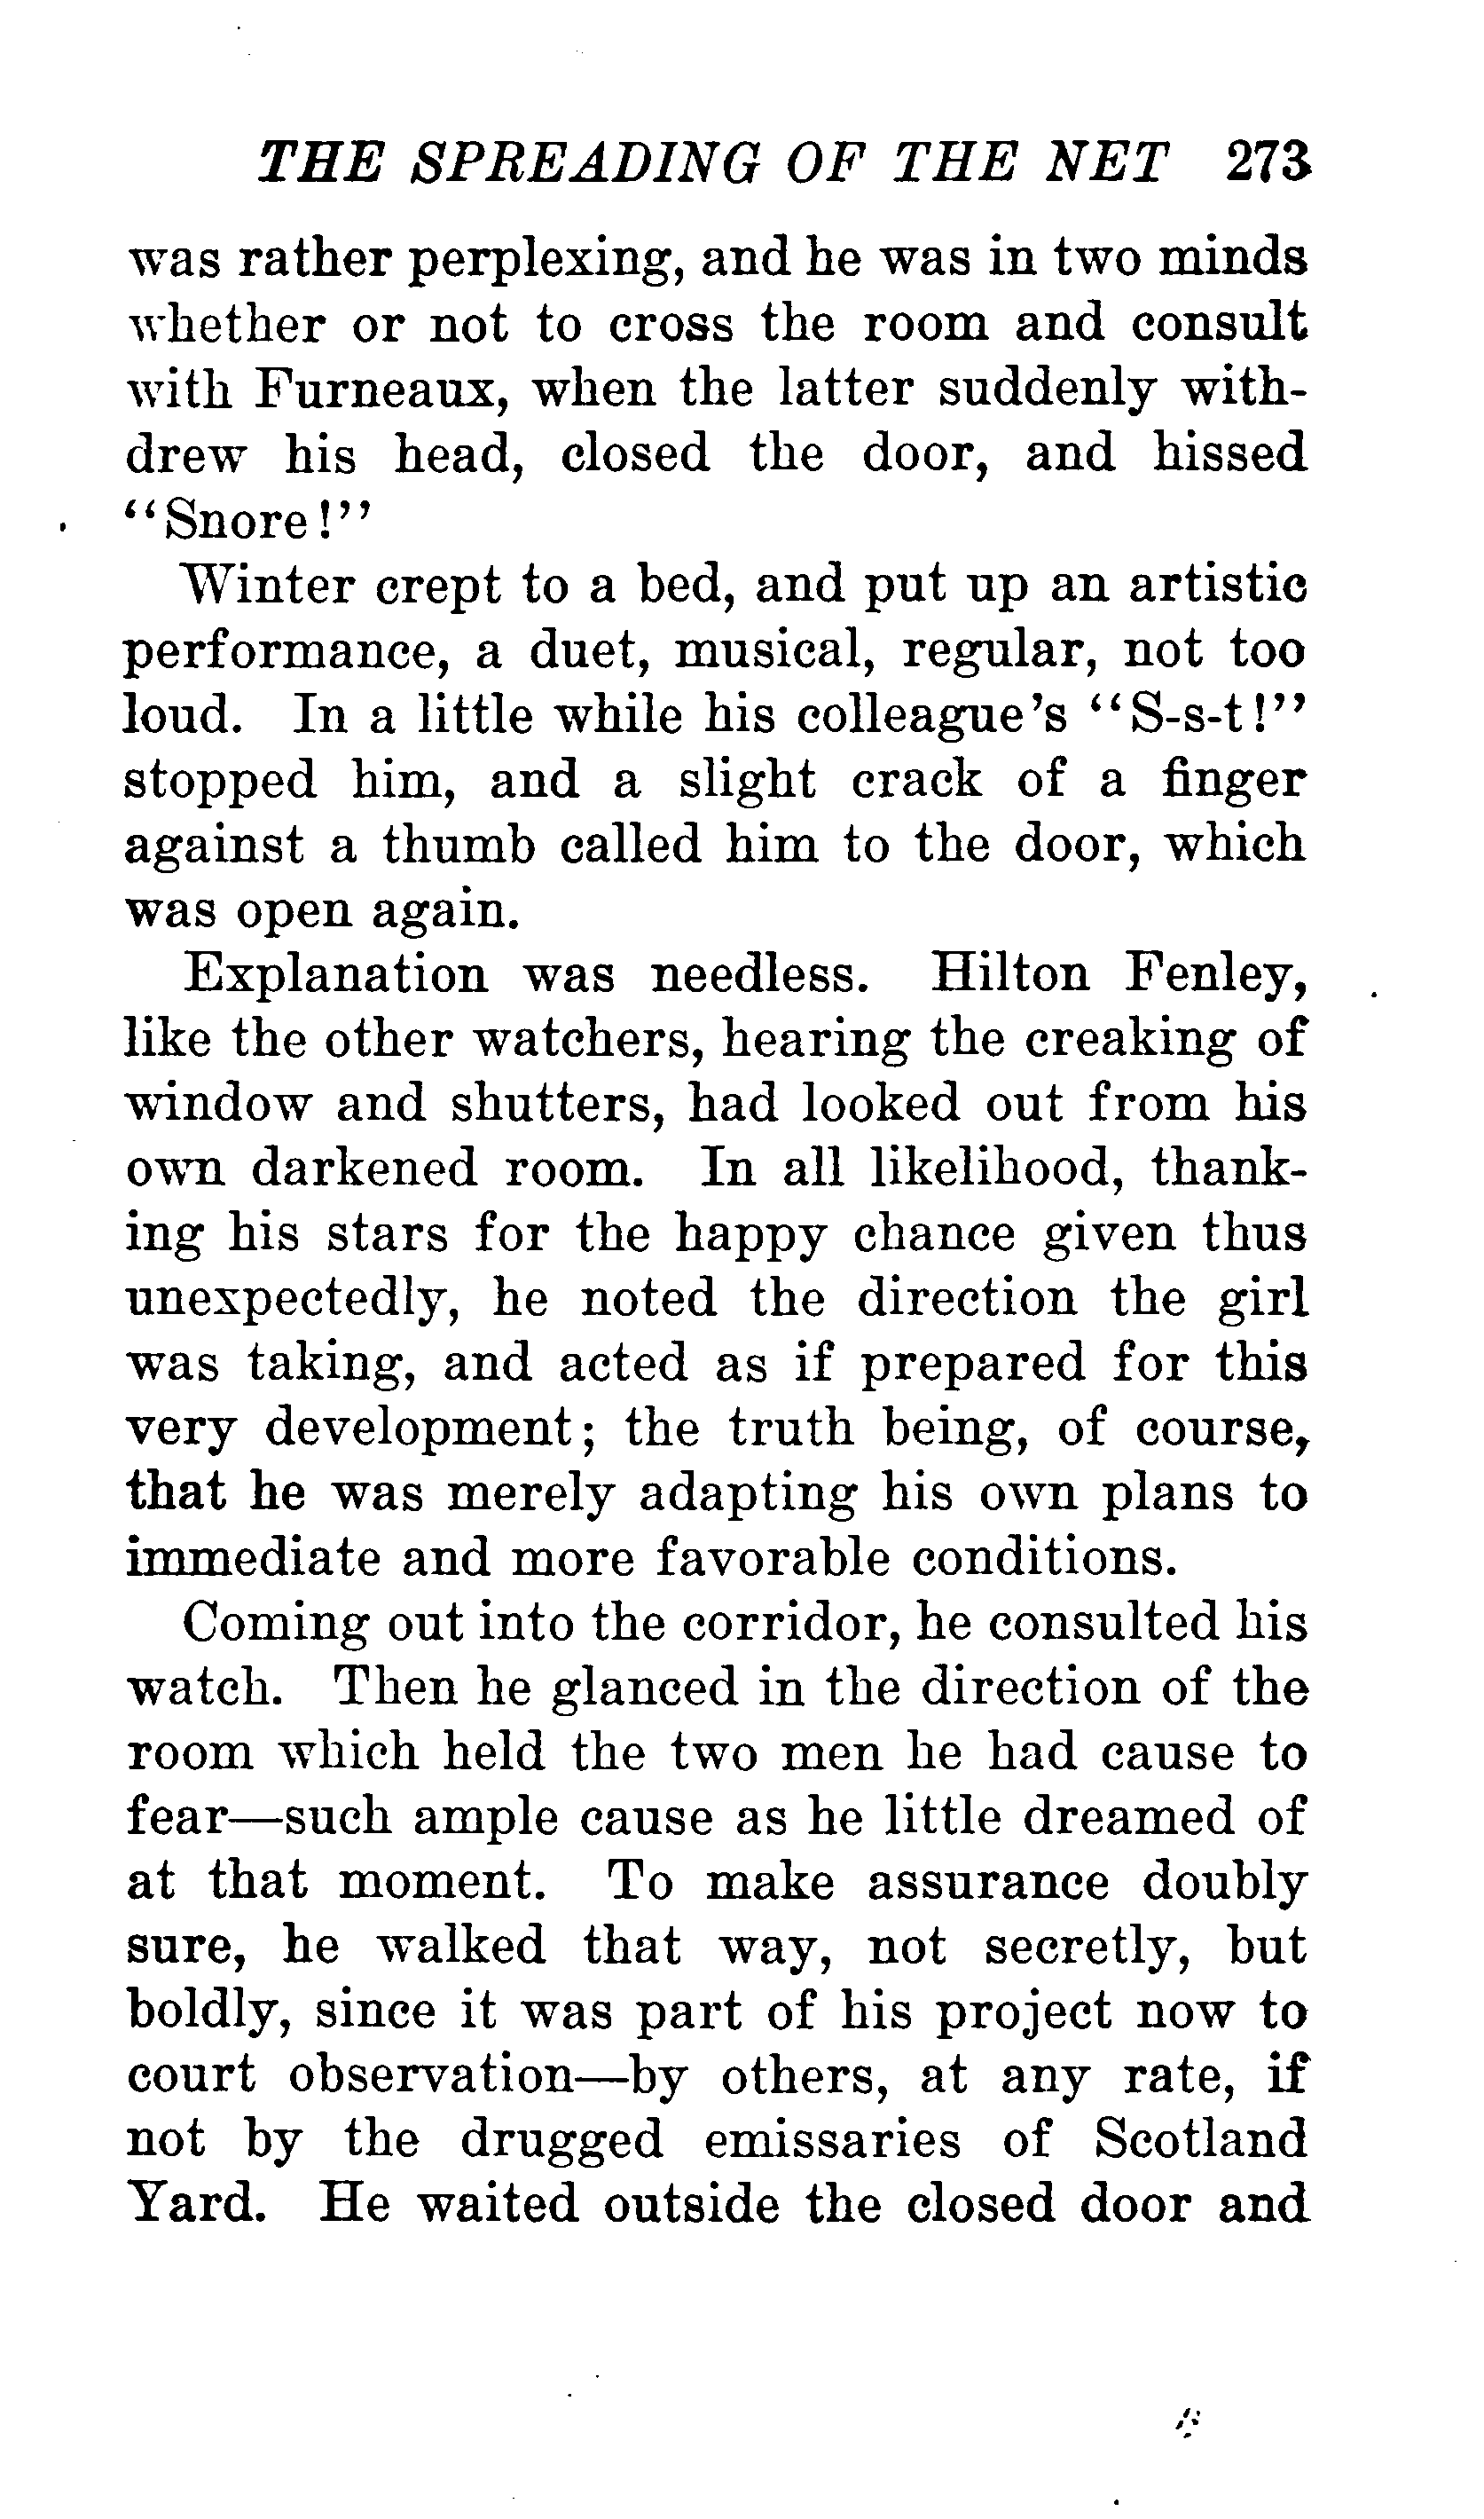 THE SPREADING OF THE NET 273
was rather perplexing, and he was in two minds
whether or not to cross the room and consult
with Furneaux, when the latter suddenly with-
drew his head, closed the door, and hissed
"Snore!"
Winter crept to a bed, and put up an artistic
performance, a duet, musical, regular, not too
loud. In a little while his colleague's "S-s-t!"
stopped him, and a slight crack of a finger
against a thumb called him to the door, which
was open again.
Explanation was needless. Hilton Fenley,
like the other watchers, hearing the creaking of
window and shutters, had looked out from his
own darkened room. In all likelihood, thank-
ing his stars for the happy chance given thus
unexpectedly, he noted the direction the girl
was taking, and acted as if prepared for this
very development; the truth being, of course,
that he was merely adapting his own plans to
immediate and more favorable conditions.
Coming out into the corridor, he consulted his
watch. Then he glanced in the direction of the
room which held the two men he had cause to
fear—such ample cause as he little dreamed of
at that moment. To make assurance doubly
sure, he walked that way, not secretly, but
boldly, since it was part of his project now to
court observation—by others, at any rate, if
not by the drugged emissaries of Scotland
Yard. He waited outside the closed door and